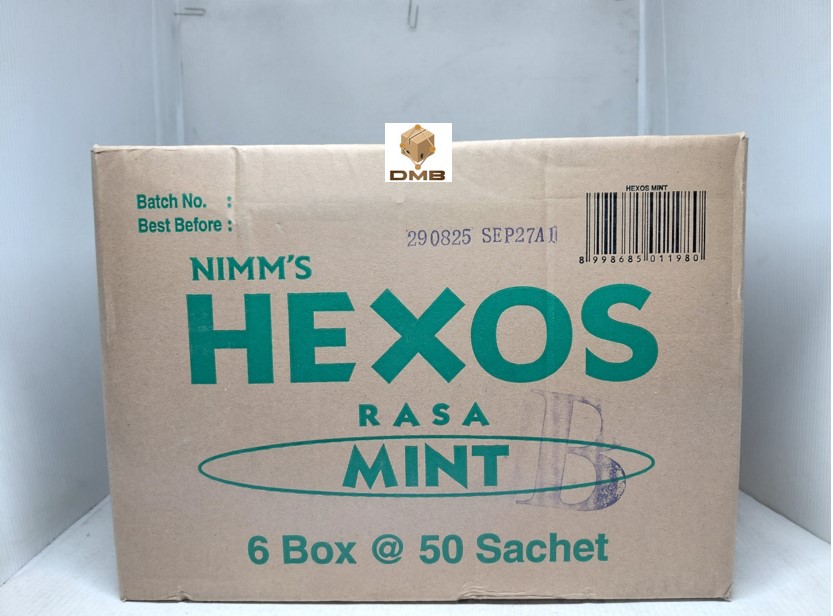 DMB
Batch No. :
Best Before :
HEXOS MINT
290825 SEP27A1
8 998685 011980
NIMM'S
HEXOS
RASA
MINT
B
6 Box @ 50 Sachet